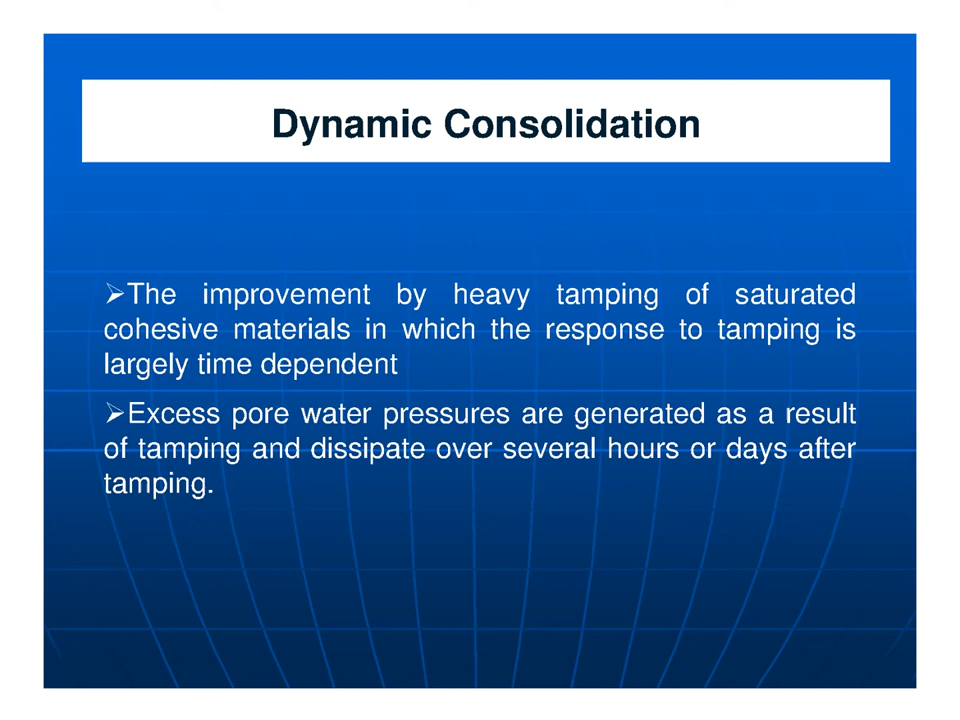 Dynamic Consolidation
➢The improvement by heavy tamping of saturated
cohesive materials in which the response to tamping is
largely time dependent
➢Excess pore water pressures are generated as a result
of tamping and dissipate over several hours or days after
tamping.